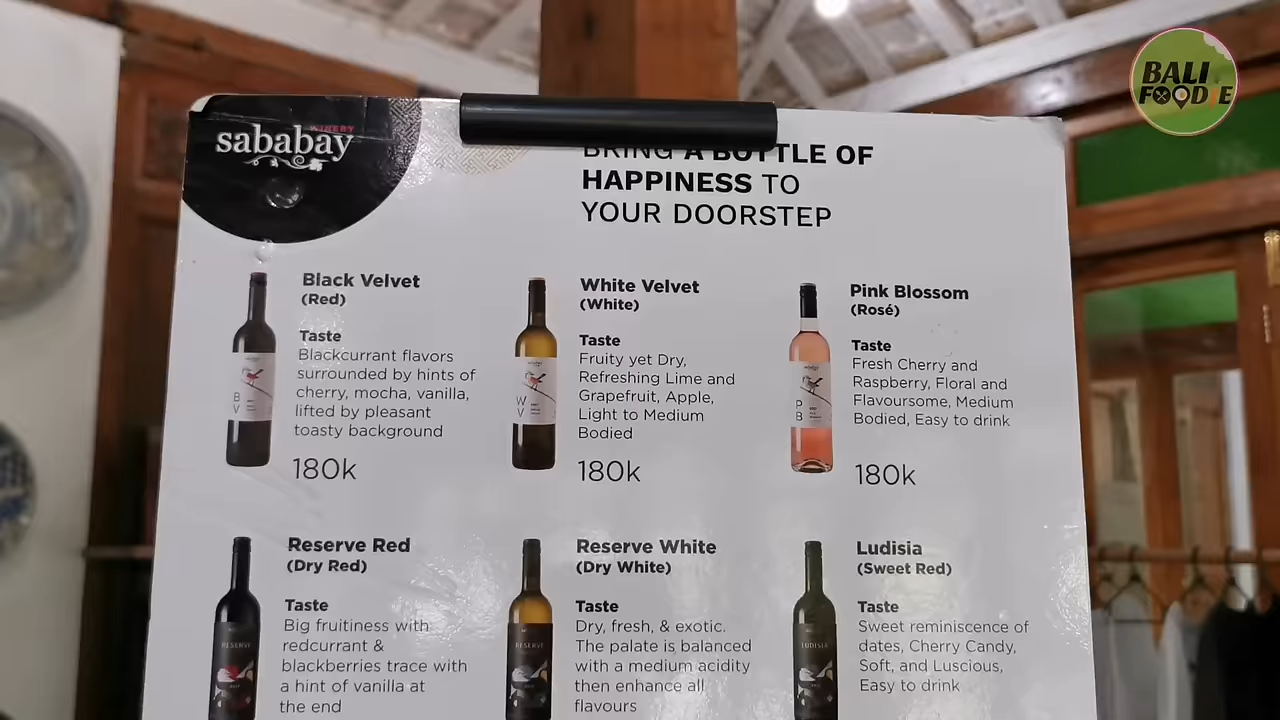 WINERY
sababay
BRING A BOTTLE OF
HAPPINESS TO
YOUR DOORSTEP
BALI
FOODIE
Black Velvet
(Red)
Taste
Blackcurrant flavors
surrounded by hints of
cherry, mocha, vanilla,
lifted by pleasant
toasty background
180k
B
V
White Velvet
(White)
Taste
Fruity yet Dry,
Refreshing Lime and
Grapefruit, Apple,
Light to Medium
Bodied
180k
W
V
Pink Blossom
(Rosé)
Taste
Fresh Cherry and
Raspberry, Floral and
Flavoursome, Medium
Bodied, Easy to drink
180k
P
B
Reserve Red
(Dry Red)
Taste
Big fruitiness with
redcurrant &
blackberries trace with
a hint of vanilla at
the end
RESERVE
Reserve White
(Dry White)
Taste
Dry, fresh, & exotic.
The palate is balanced
with a medium acidity
then enhance all
flavours
RESERVE
Ludisia
(Sweet Red)
Taste
Sweet reminiscence of
dates, Cherry Candy,
Soft, and Luscious,
Easy to drink
LUDISIA